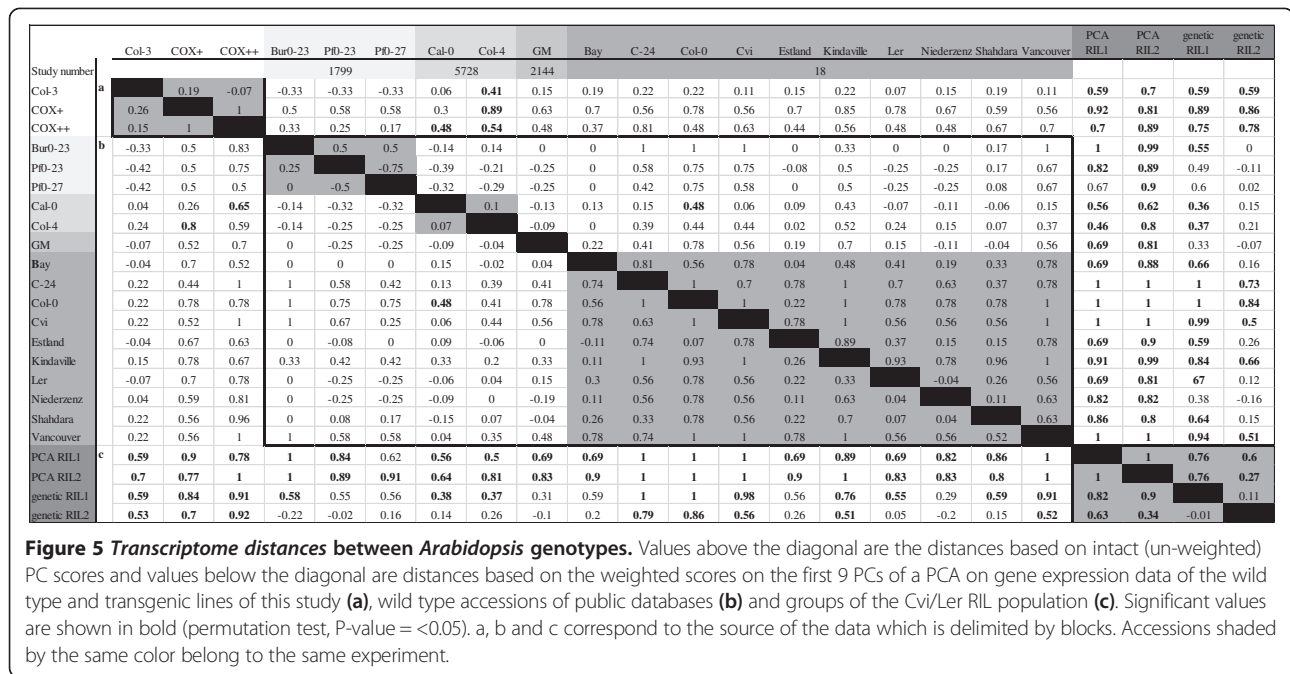 PCA PCA genetic genetic
Col-3 COX+ COX++ Bur0-23 Pf0-23 Pf0-27 Cal-0 Col-4 GM Bay C-24 Col-0 Cvi Estland Kindaville Ler Niederzenz Shahdara Vancouver RIL1 RIL2 RIL1 RIL2
Study number 1799 5728 2144 18
Col-3 a 0.19 -0.07 -0.33 -0.33 -0.33 0.06 0.41 0.15 0.19 0.22 0.22 0.11 0.15 0.22 0.07 0.15 0.19 0.11 0.59 0.7 0.59 0.59
COX+ 0.26 1 0.5 0.58 0.58 0.3 0.89 0.63 0.7 0.56 0.78 0.56 0.7 0.85 0.78 0.67 0.59 0.56 0.92 0.81 0.89 0.86
COX++ 0.15 1 0.33 0.25 0.17 0.48 0.54 0.48 0.37 0.81 0.48 0.63 0.44 0.56 0.48 0.48 0.67 0.7 0.7 0.89 0.75 0.78
Bur0-23 b -0.33 0.5 0.83 0.5 0.5 -0.14 0.14 0 0 1 1 1 0 0.33 0 0 0.17 1 1 0.99 0.55 0
Pf0-23 -0.42 0.5 0.75 0.25 -0.75 -0.39 -0.21 -0.25 0 0.58 0.75 0.75 -0.08 0.5 -0.25 -0.25 0.17 0.67 0.82 0.89 0.49 -0.11
Pf0-27 -0.42 0.5 0.5 0 -0.5 -0.32 -0.29 -0.25 0 0.42 0.75 0.58 0 0.5 -0.25 -0.25 0.08 0.67 0.67 0.9 0.6 0.02
Cal-0 0.04 0.26 0.65 -0.14 -0.32 -0.32 0.1 -0.13 0.13 0.15 0.48 0.06 0.09 0.43 -0.07 -0.11 -0.06 0.15 0.56 0.62 0.36 0.15
Col-4 0.24 0.8 0.59 -0.14 -0.25 -0.25 0.07 -0.09 0 0.39 0.44 0.44 0.02 0.52 0.24 0.15 0.07 0.37 0.46 0.8 0.37 0.21
GM -0.07 0.52 0.7 0 -0.25 -0.25 -0.09 -0.04 0.22 0.41 0.78 0.56 0.19 0.7 0.15 -0.11 -0.04 0.56 0.69 0.81 0.33 -0.07
Bay -0.04 0.7 0.52 0 0 0 0.15 -0.02 0.04 0.81 0.56 0.78 0.04 0.48 0.41 0.19 0.33 0.78 0.69 0.88 0.66 0.16
C-24 0.22 0.44 1 1 0.58 0.42 0.13 0.39 0.41 0.74 1 0.7 0.78 1 0.7 0.63 0.37 0.78 1 1 1 0.73
Col-0 0.22 0.78 0.78 1 0.75 0.75 0.48 0.41 0.78 0.56 1 1 0.22 1 0.78 0.78 0.78 1 1 1 1 0.84
Cvi 0.22 0.52 1 1 0.67 0.25 0.06 0.44 0.56 0.78 0.63 1 0.78 1 0.56 0.56 0.56 1 1 1 0.99 0.5
Estland -0.04 0.67 0.63 0 -0.08 0 0.09 -0.06 0 -0.11 0.74 0.07 0.78 0.89 0.37 0.15 0.15 0.78 0.69 0.9 0.59 0.26
Kindaville 0.15 0.78 0.67 0.33 0.42 0.42 0.33 0.2 0.33 0.11 1 0.93 1 0.26 0.93 0.78 0.96 1 0.91 0.99 0.84 0.66
Ler -0.07 0.7 0.78 0 -0.25 -0.25 -0.06 0.04 0.15 0.3 0.56 0.78 0.56 0.22 0.33 -0.04 0.26 0.56 0.69 0.81 67 0.12
Niederzenz 0.04 0.59 0.81 0 -0.25 -0.25 -0.09 0 -0.19 0.11 0.56 0.78 0.56 0.11 0.63 0.04 0.11 0.63 0.82 0.82 0.38 -0.16
Shahdara 0.22 0.56 0.96 0 0.08 0.17 -0.15 0.07 -0.04 0.26 0.33 0.78 0.56 0.22 0.7 0.07 0.04 0.63 0.86 0.8 0.64 0.15
Vancouver 0.22 0.56 1 1 0.58 0.58 0.04 0.35 0.48 0.78 0.74 1 1 0.78 1 0.56 0.56 0.52 1 1 0.94 0.51
PCA RIL1 c 0.59 0.9 0.78 1 0.84 0.62 0.56 0.5 0.69 0.69 1 1 1 0.69 0.89 0.69 0.82 0.86 1 1 0.76 0.6
PCA RIL2 0.7 0.77 1 1 0.89 0.91 0.64 0.81 0.83 0.9 1 1 1 0.9 1 0.83 0.83 0.8 1 1 0.76 0.27
genetic RIL1 0.59 0.84 0.91 0.58 0.55 0.56 0.38 0.37 0.31 0.59 1 1 0.98 0.56 0.76 0.55 0.29 0.59 0.91 0.82 0.9 0.11
genetic RIL2 0.53 0.7 0.92 -0.22 -0.02 0.16 0.14 0.26 -0.1 0.2 0.79 0.86 0.56 0.26 0.51 0.05 -0.2 0.15 0.52 0.63 0.34 -0.01
Figure 5 Transcriptome distances between Arabidopsis genotypes. Values above the diagonal are the distances based on intact (un-weighted)
PC scores and values below the diagonal are distances based on the weighted scores on the first 9 PCs of a PCA on gene expression data of the wild
type and transgenic lines of this study (a), wild type accessions of public databases (b) and groups of the Cvi/Ler RIL population (c). Significant values
are shown in bold (permutation test, P-value = <0.05). a, b and c correspond to the source of the data which is delimited by blocks. Accessions shaded
by the same color belong to the same experiment.